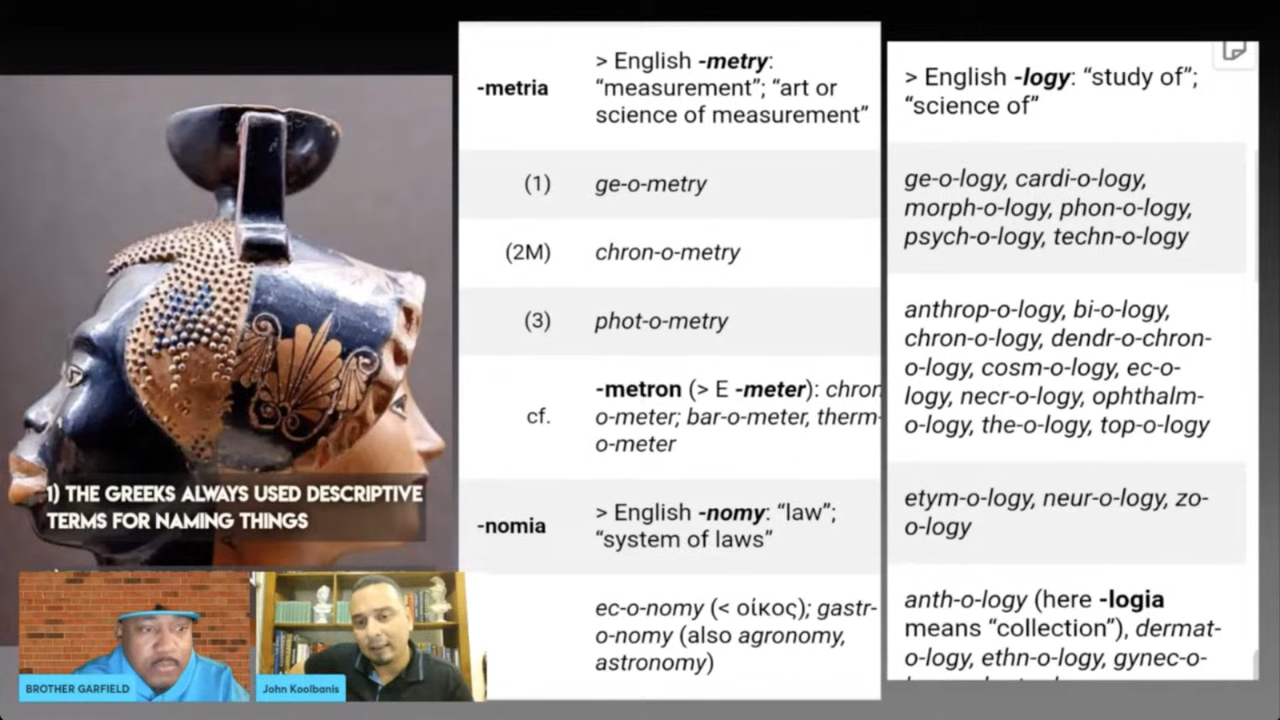 1) THE GREEKS ALWAYS USED DESCRIPTIVE
TERMS FOR NAMING THINGS
BROTHER GARFIELD
John Koolbanis
-metria
> English -metry:
"measurement"; "art or
science of measurement"
(1) ge-o-metry
(2M) chron-o-metry
(3) phot-o-metry
cf.
-metron (> E -meter): chron
o-meter; bar-o-meter, therm-
o-meter
-nomia
> English -nomy: "law";
"system of laws"
ec-o-nomy (< οἶκος); gastr-
o-nomy (also agronomy,
astronomy)
> English -logy: "study of";
"science of"
ge-o-logy, cardi-o-logy,
morph-o-logy, phon-o-logy,
psych-o-logy, techn-o-logy
anthrop-o-logy, bi-o-logy,
chron-o-logy, dendr-o-chron-
o-logy, cosm-o-logy, ec-o-
logy, necr-o-logy, ophthalm-
o-logy, the-o-logy, top-o-logy
etym-o-logy, neur-o-logy, zo-
o-logy
anth-o-logy (here -logia
means "collection"), dermat-
o-logy, ethn-o-logy, gynec-o-